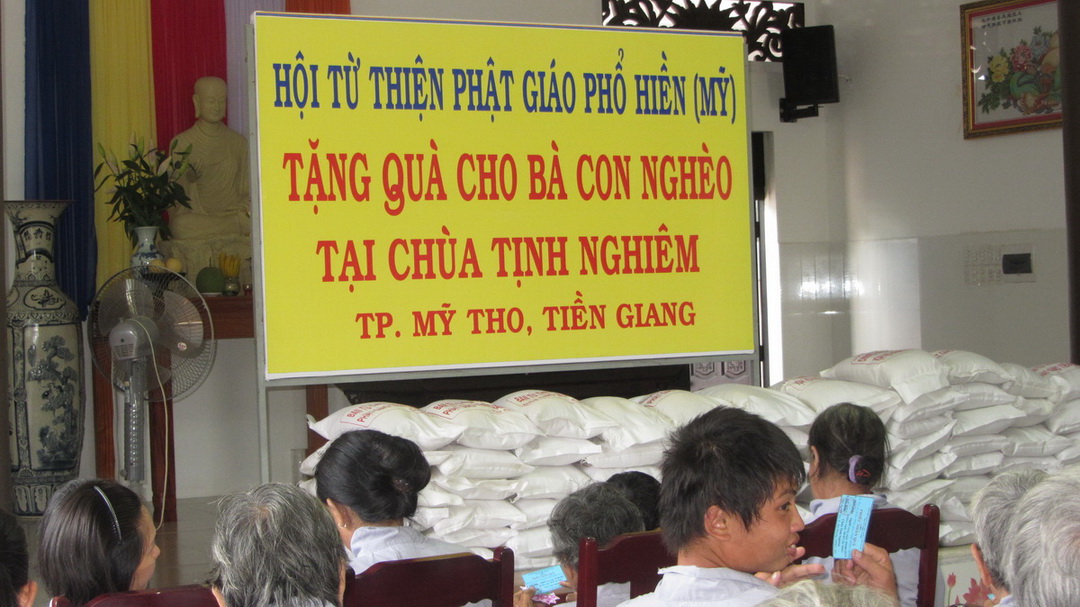 HỘI TỪ THIỆN PHẬT GIÁO PHỔ HIỀN (MỸ)
TẶNG QUÀ CHO BÀ CON NGHÈO
TẠI CHÙA TỊNH NGHIÊM
TP. MỸ THO, TIỀN GIANG